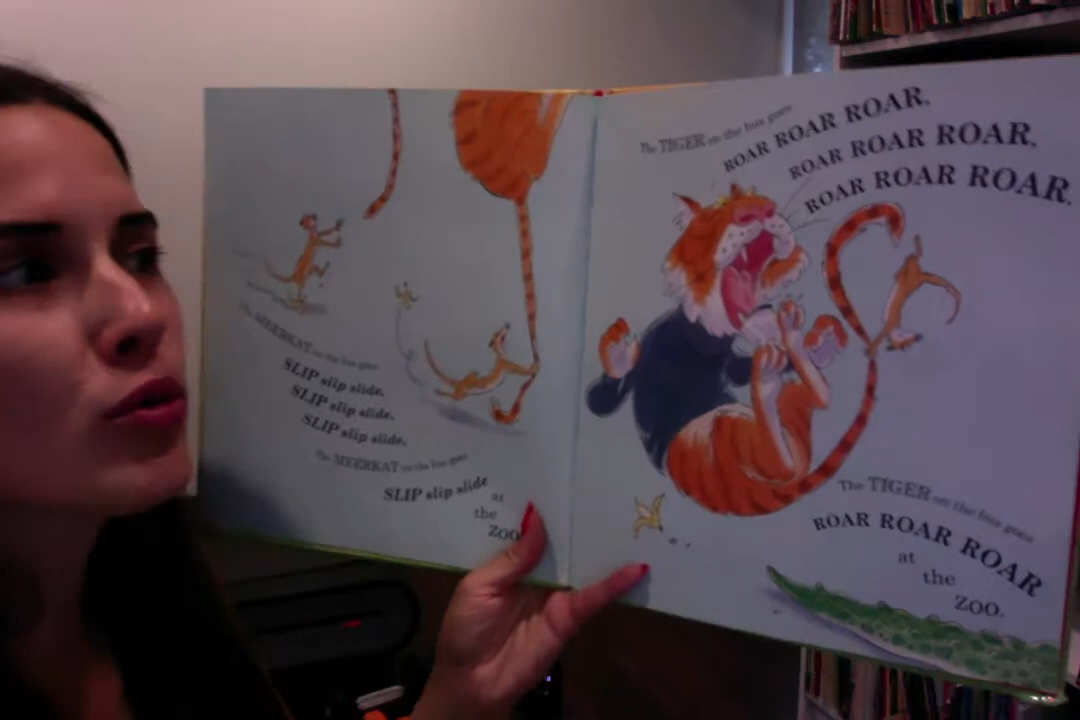 The MEERKAT on the bus goes
SLIP slip slide,
SLIP slip slide,
SLIP slip slide.
The MEERKAT on the bus goes
SLIP slip slide
at
the
ZOO
The TIGER on the bus goes
ROAR ROAR ROAR,
ROAR ROAR ROAR,
ROAR ROAR ROAR.
The TIGER on the bus goes
ROAR ROAR ROAR
at
the
ZOO.